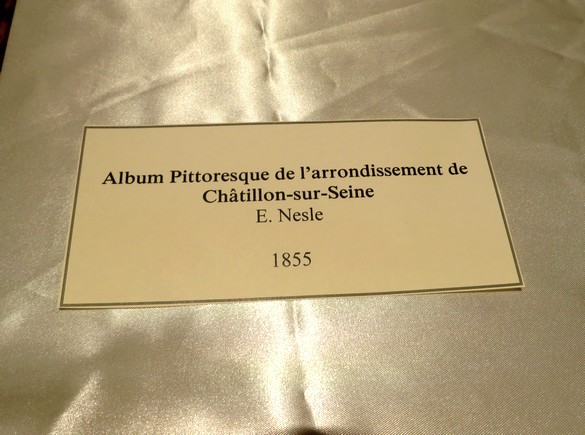 Album Pittoresque de l'arrondissement de
Châtillon-sur-Seine
E. Nesle
1855